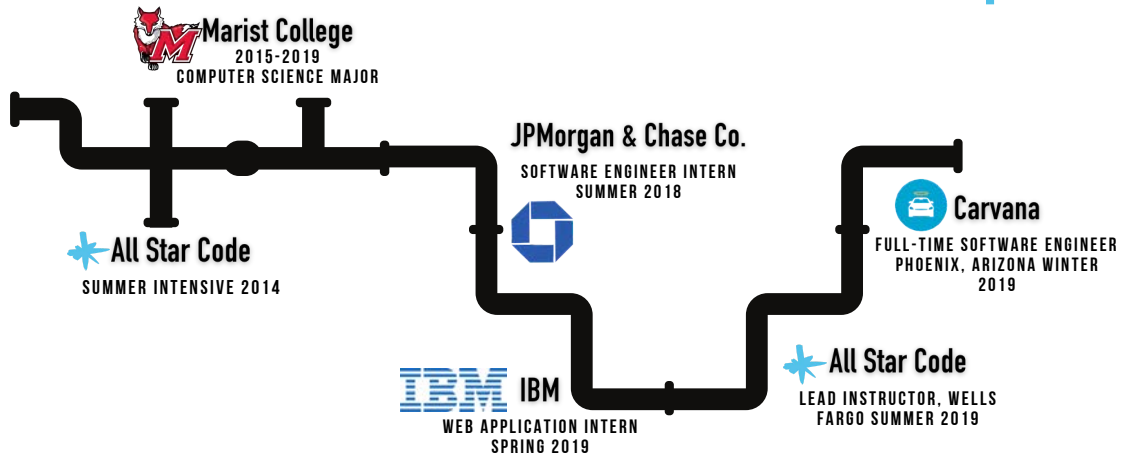 Marist College
2015-2019
COMPUTER SCIENCE MAJOR
M
All Star Code
SUMMER INTENSIVE 2014
JPMorgan & Chase Co.
SOFTWARE ENGINEER INTERN
SUMMER 2018
IBM IBM
WEB APPLICATION INTERN
SPRING 2019
All Star Code
LEAD INSTRUCTOR, WELLS
FARGO SUMMER 2019
Carvana
FULL-TIME SOFTWARE ENGINEER
PHOENIX, ARIZONA WINTER
2019